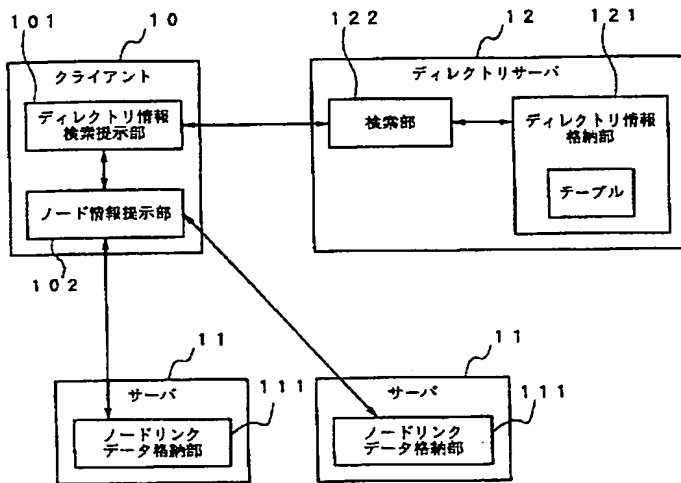 101
10
122
12
121
クライアント
ディレクトリサーバ
ディレクトリ情報
検索提示部
検索部
ディレクトリ情報
格納部
テーブル
ノード情報提示部
102
11
11
サーバ
111
サーバ
111
ノードリンク
データ格納部
ノードリンク
データ格納部